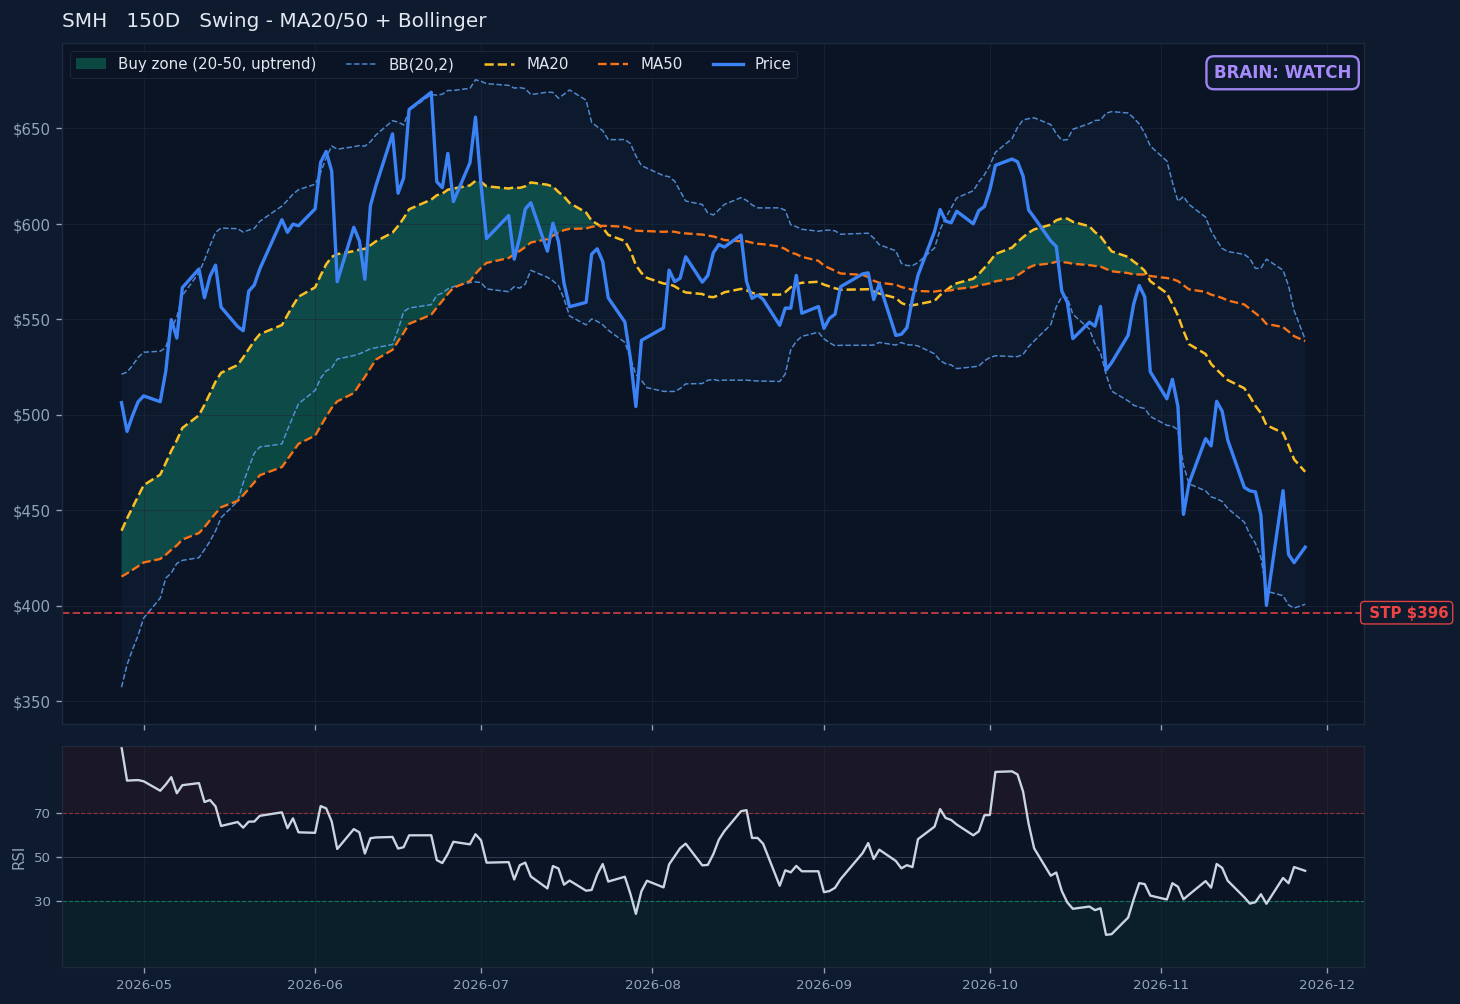 SMH   150D   Swing - MA20/50 + Bollinger
Buy zone (20-50, uptrend)   BB(20,2)   MA20   MA50   Price
BRAIN: WATCH
$650
$600
$550
$500
$450
$400
$350
STP $396
RSI
70
50
30
2026-05   2026-06   2026-07   2026-08   2026-09   2026-10   2026-11   2026-12